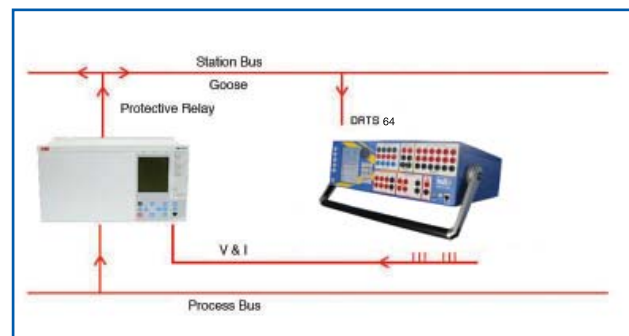 Station Bus
Goose
Protective Relay
DRTS 64
V & I
Process Bus